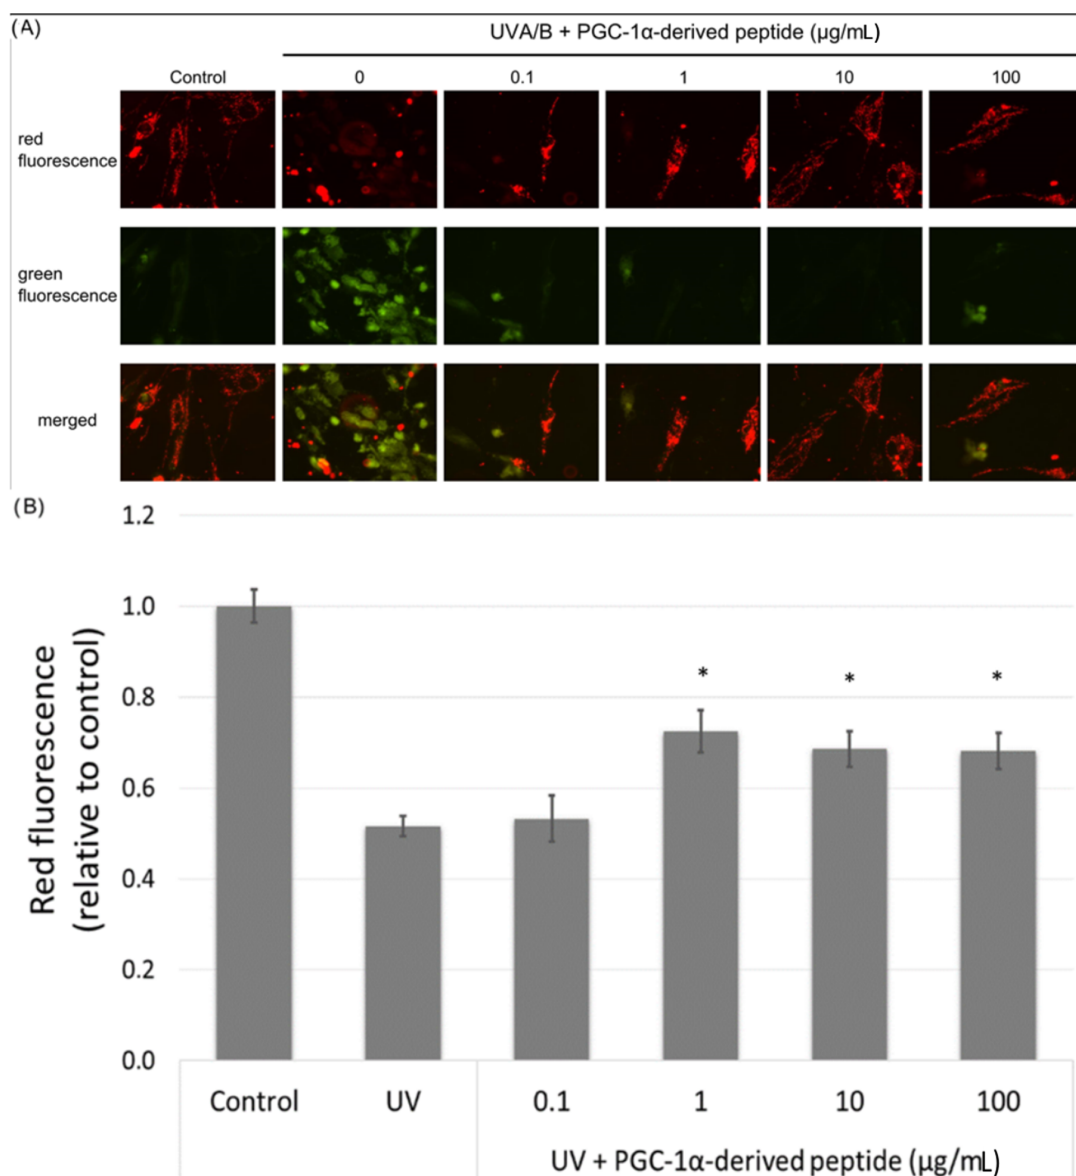 (A)
UVA/B + PGC-1α-derived peptide (µg/mL)
Control 0 0.1 1 10 100
red
fluorescence
green
fluorescence
merged
(B)
1.2
1.0
0.8
0.6
0.4
0.2
0.0
Red fluorescence
(relative to control)
* * *
Control UV 0.1 1 10 100
UV + PGC-1α-derived peptide (µg/mL)